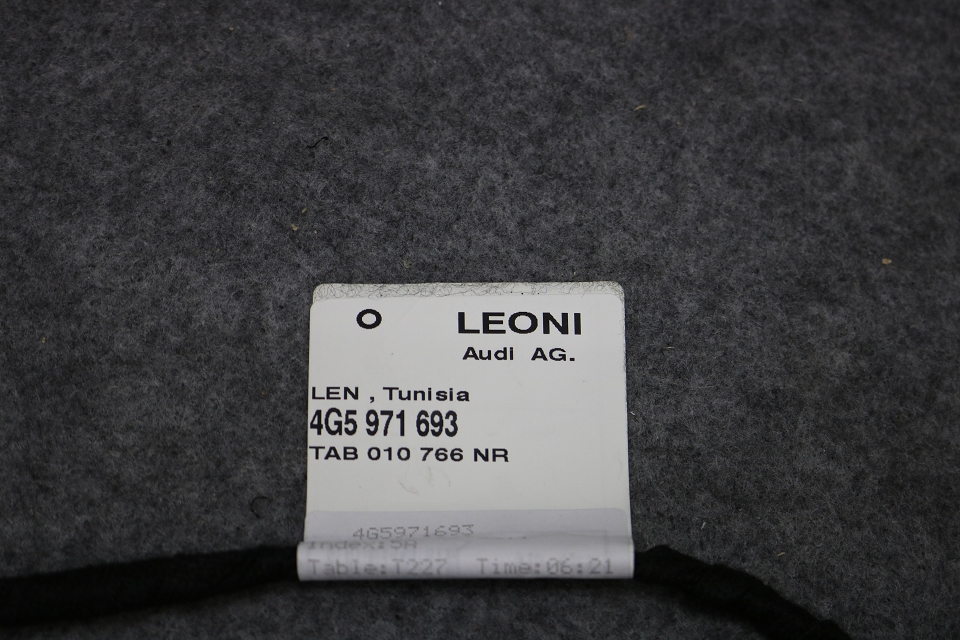 O LEONI
Audi AG.
LEN , Tunisia
4G5 971 693
TAB 010 766 NR
4G5971693
Index:5A
Table:T227 Time:06:21